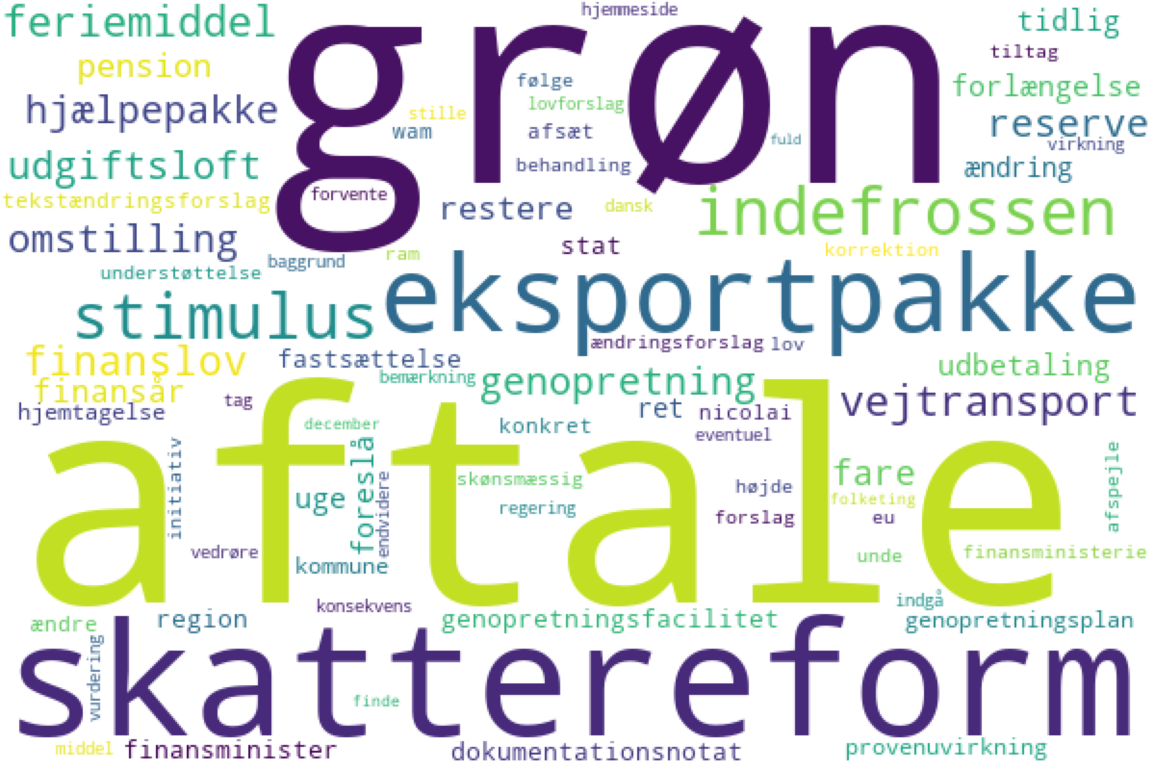 hjemmeside
feriemiddel
grøn
tidlig
tiltag
pension
følge
forlængelse
hjælpepakke
stille
lovforslag
wam
afsæt
fuld
reserve
virkning
udgiftsloft
behandling
ændring
tekstændringsforslag
forvente
restere
dansk
indefrossen
omstilling
stat
korrektion
baggrund
ram
understøttelse
eksportpakke
stimulus
ændringsforslag
lov
finanslov
fastsættelse
udbetaling
bemærkning
genopretning
finansår
hjemtagelse
tag
aftale
ret
nicolai
vejtransport
december
konkret
eventuel
initiativ
foreslå
endvidere
skønsmæssig
fare
afspejle
uge
højde
folketing
regering
forslag
eu
vedrøre
kommune
unde
finansministerie
konsekvens
indgå
ændre
region
genopretningsfacilitet
genopretningsplan
vurdering
skattereform
finde
middel
finansminister
dokumentationsnotat
provenuvirkning